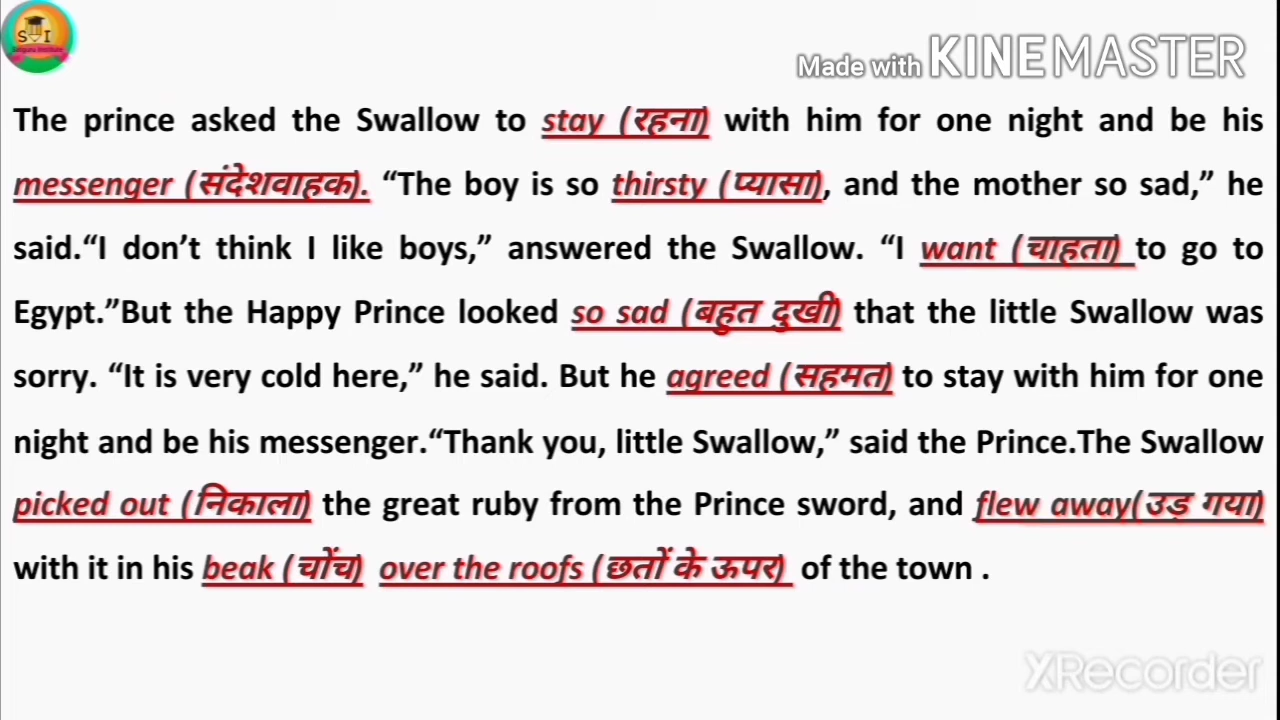 S I
Made with KINEMASTER
The prince asked the Swallow to stay (रहना) with him for one night and be his
messenger (संदेशवाहक). “The boy is so thirsty (प्यासा), and the mother so sad,” he
said.“I don’t think I like boys,” answered the Swallow. “I want (चाहता) to go to
Egypt.”But the Happy Prince looked so sad (बहुत दुखी) that the little Swallow was
sorry. “It is very cold here,” he said. But he agreed (सहमत) to stay with him for one
night and be his messenger.“Thank you, little Swallow,” said the Prince.The Swallow
picked out (निकाला) the great ruby from the Prince sword, and flew away(उड़ गया)
with it in his beak (चोंच) over the roofs (छतों के ऊपर) of the town .
XRecorder